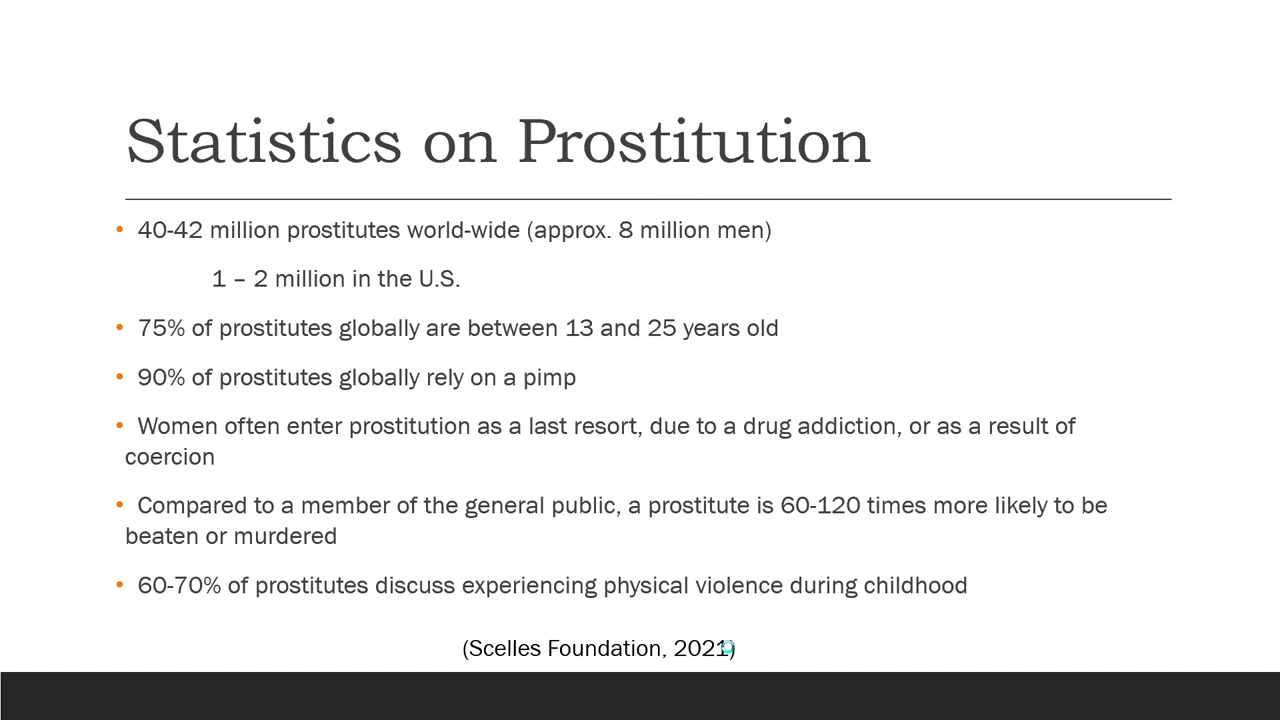 Statistics on Prostitution
• 40-42 million prostitutes world-wide (approx. 8 million men)
1 – 2 million in the U.S.
• 75% of prostitutes globally are between 13 and 25 years old
• 90% of prostitutes globally rely on a pimp
• Women often enter prostitution as a last resort, due to a drug addiction, or as a result of
coercion
• Compared to a member of the general public, a prostitute is 60-120 times more likely to be
beaten or murdered
• 60-70% of prostitutes discuss experiencing physical violence during childhood
(Scelles Foundation, 2021)